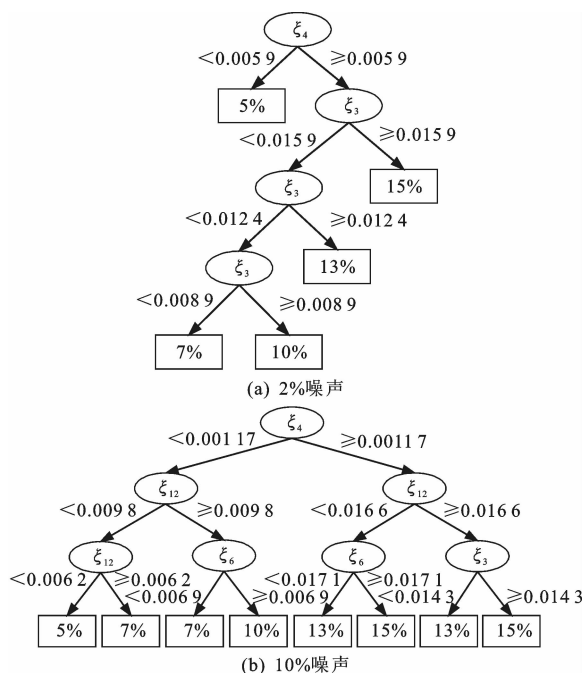 ξ₄
<0.005 9 ≥0.005 9
5% ξ₃
<0.015 9 ≥0.015 9
ξ₃ 15%
<0.012 4 ≥0.012 4
ξ₃ 13%
<0.008 9 ≥0.008 9
7% 10%
(a) 2%噪声
ξ₄
<0.001 17 ≥0.0011 7
ξ₁₂ ξ₁₂
<0.009 8 ≥0.009 8 <0.016 6 ≥0.016 6
ξ₁₂ ξ₆ ξ₆ ξ₃
<0.006 2 ≥0.006 2 <0.017 1 ≥0.017 1
<0.006 9 ≥0.006 9 <0.014 3 ≥0.014 3
5% 7% 7% 10% 13% 15% 13% 15%
(b) 10%噪声